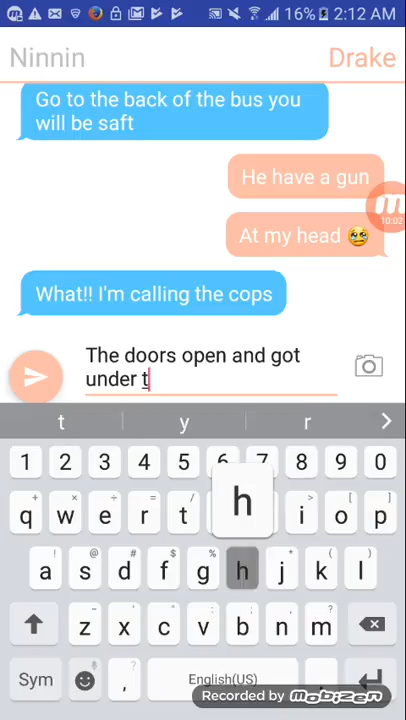 16% 2:12 AM
Ninnin
Drake
Go to the back of the bus you
will be saft
He have a gun
10:02
At my head 😢
What!! I'm calling the cops
The doors open and got
under t
t y r >
1 2 3 4 5 6 7 8 9 0
+ × ÷ = / > [ ]
q w e r t h i o p
! @ # $ % * ( )
a s d f g h j k l
- ' " : ; , ?
z x c v b n m
Sym , ? English(US) .
Recorded by mobizen